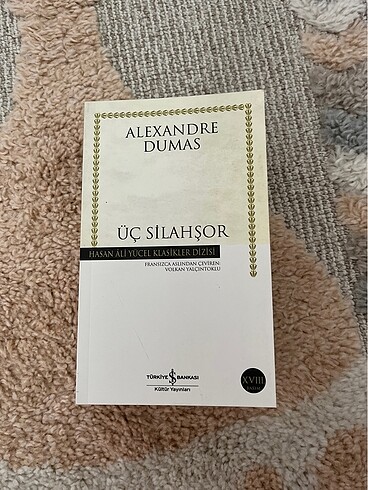 ALEXANDRE
DUMAS
ÜÇ SİLAHŞOR
HASAN ÂLİ YÜCEL KLASİKLER DİZİSİ
FRANSIZCA ASLINDAN ÇEVİREN:
VOLKAN YALÇINTOKLU
TÜRKİYE İŞ BANKASI
Kültür Yayınları
XVIII
BASIM